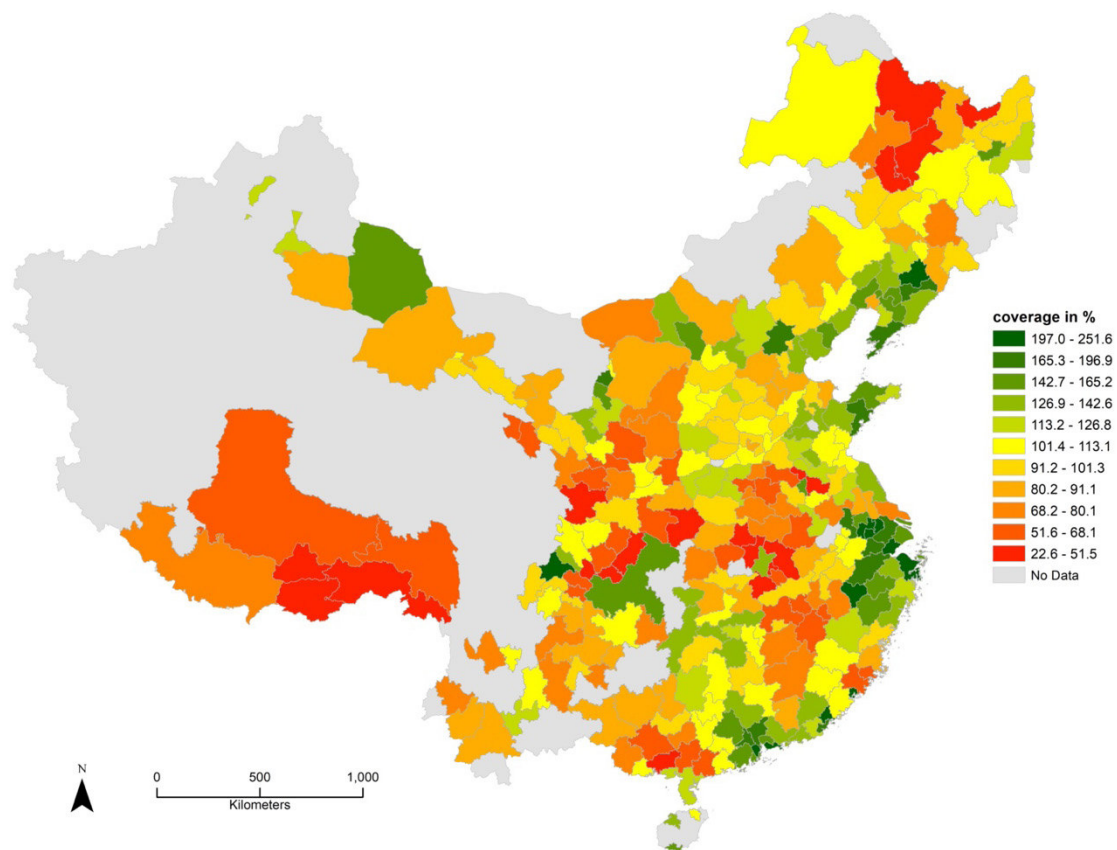 coverage in %
197.0 - 251.6
165.3 - 196.9
142.7 - 165.2
126.9 - 142.6
113.2 - 126.8
101.4 - 113.1
91.2 - 101.3
80.2 - 91.1
68.2 - 80.1
51.6 - 68.1
22.6 - 51.5
No Data
N
0 500 1,000
Kilometers